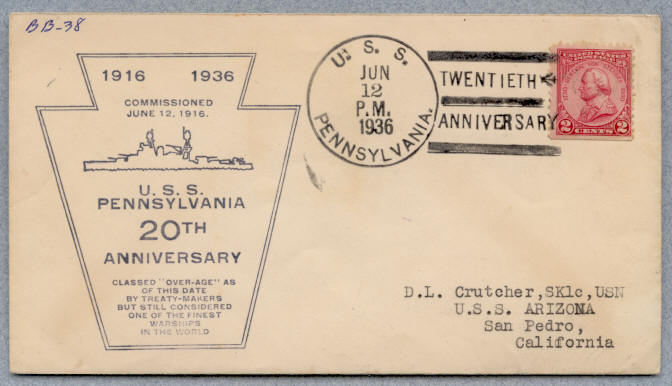 BB-38
1916 1936
COMMISSIONED
JUNE 12, 1916.
U. S. S.
PENNSYLVANIA
20TH
ANNIVERSARY
CLASSED "OVER-AGE" AS
OF THIS DATE
BY TREATY-MAKERS
BUT STILL CONSIDERED
ONE OF THE FINEST
WARSHIPS
IN THE WORLD
U. S. S.
JUN
12
P.M.
1936
PENNSYLVANIA.
TWENTIETH
ANNIVERSARY
UNITED STATES
2 CENTS 2
D.L. Crutcher,SK1c,USN
U.S.S. ARIZONA
San Pedro,
California